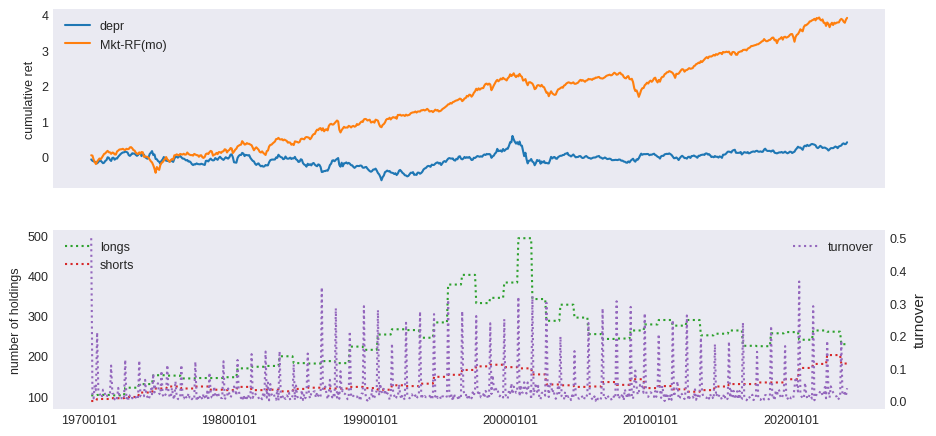 cumulative ret
4
3
2
1
0
depr
Mkt-RF(mo)
number of holdings
500
400
300
200
100
longs
shorts
turnover
0.5
0.4
0.3
0.2
0.1
0.0
turnover
19700101 19800101 19900101 20000101 20100101 20200101